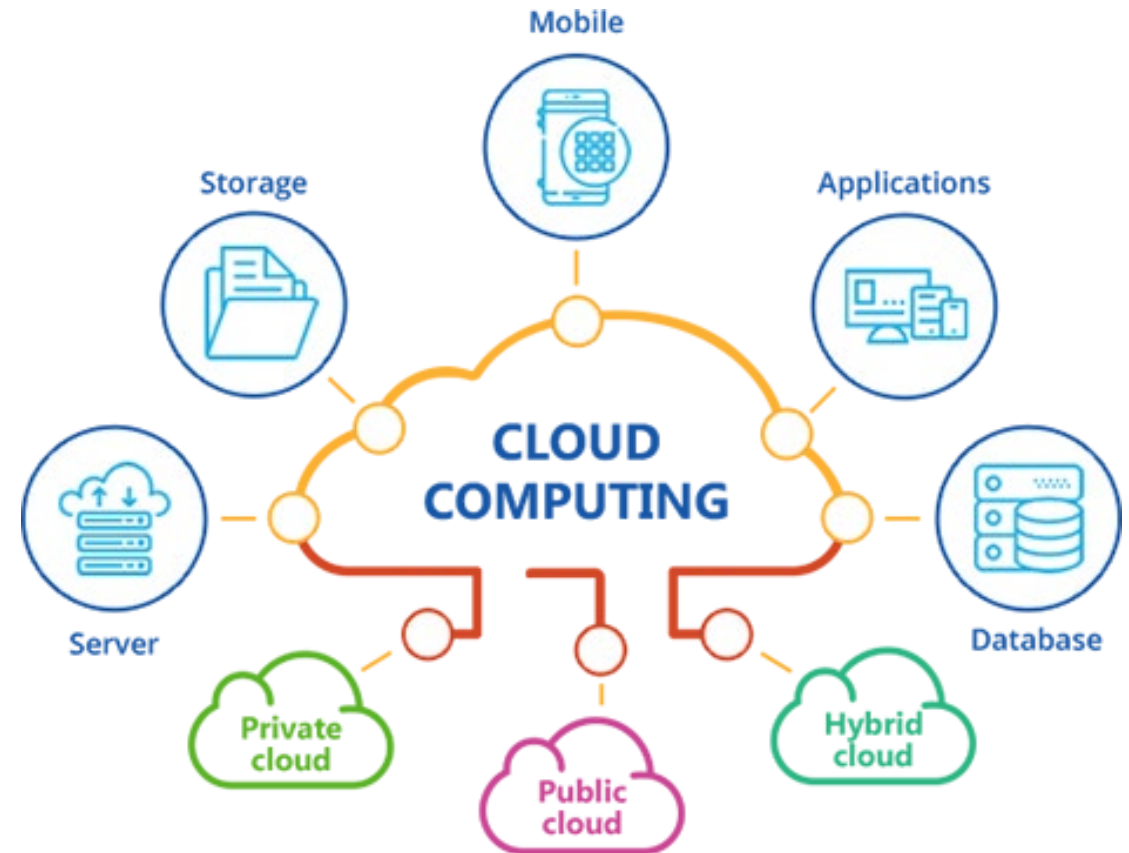 Mobile
Storage
Applications
CLOUD
COMPUTING
Server
Database
Private
cloud
Hybrid
cloud
Public
cloud